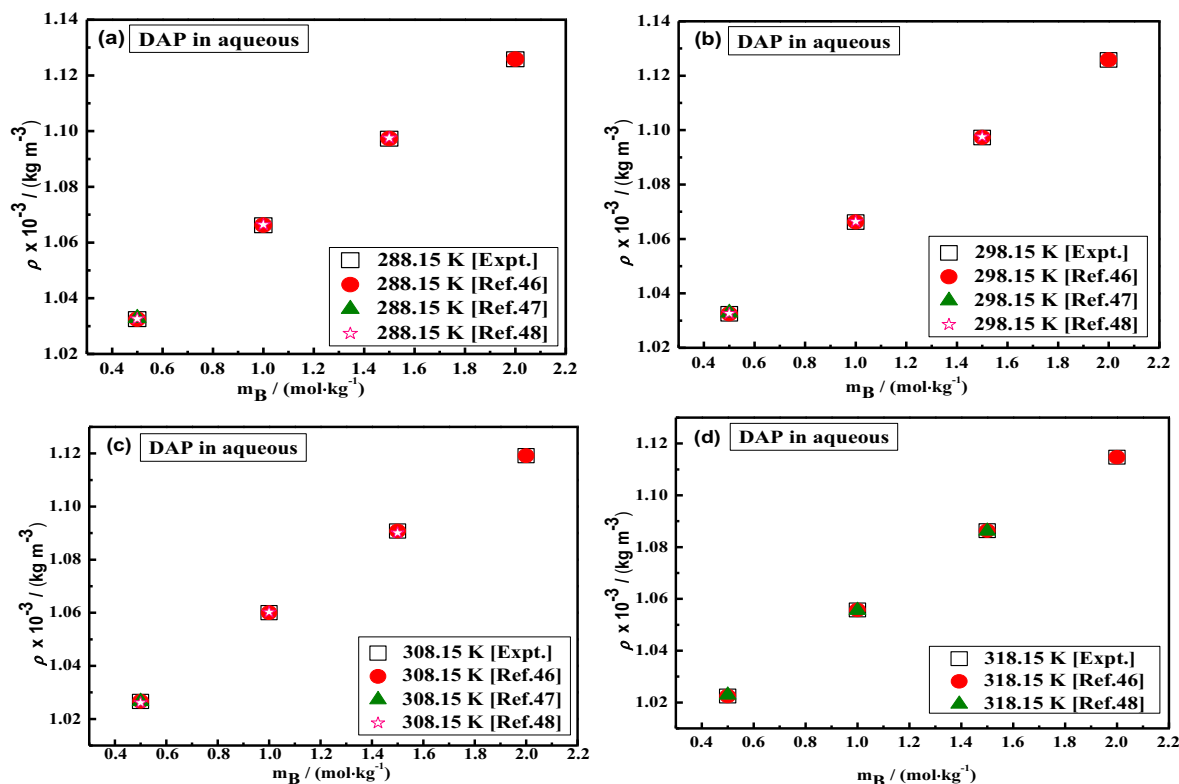 (a) DAP in aqueous
ρ x 10⁻³ / (kg m⁻³)
1.14
1.12
1.10
1.08
1.06
1.04
1.02
288.15 K [Expt.]
288.15 K [Ref.46]
288.15 K [Ref.47]
288.15 K [Ref.48]
0.4 0.6 0.8 1.0 1.2 1.4 1.6 1.8 2.0 2.2
m_B / (mol·kg⁻¹)
(b) DAP in aqueous
ρ x 10⁻³ / (kg m⁻³)
1.14
1.12
1.10
1.08
1.06
1.04
1.02
298.15 K [Expt.]
298.15 K [Ref.46]
298.15 K [Ref.47]
298.15 K [Ref.48]
0.4 0.6 0.8 1.0 1.2 1.4 1.6 1.8 2.0 2.2
m_B / (mol·kg⁻¹)
(c) DAP in aqueous
ρ x 10⁻³ / (kg m⁻³)
1.12
1.10
1.08
1.06
1.04
1.02
308.15 K [Expt.]
308.15 K [Ref.46]
308.15 K [Ref.47]
308.15 K [Ref.48]
0.4 0.6 0.8 1.0 1.2 1.4 1.6 1.8 2.0 2.2
m_B / (mol·kg⁻¹)
(d) DAP in aqueous
ρ x 10⁻³ / (kg m⁻³)
1.12
1.10
1.08
1.06
1.04
1.02
318.15 K [Expt.]
318.15 K [Ref.46]
318.15 K [Ref.48]
0.4 0.6 0.8 1.0 1.2 1.4 1.6 1.8 2.0 2.2
m_B / (mol·kg⁻¹)